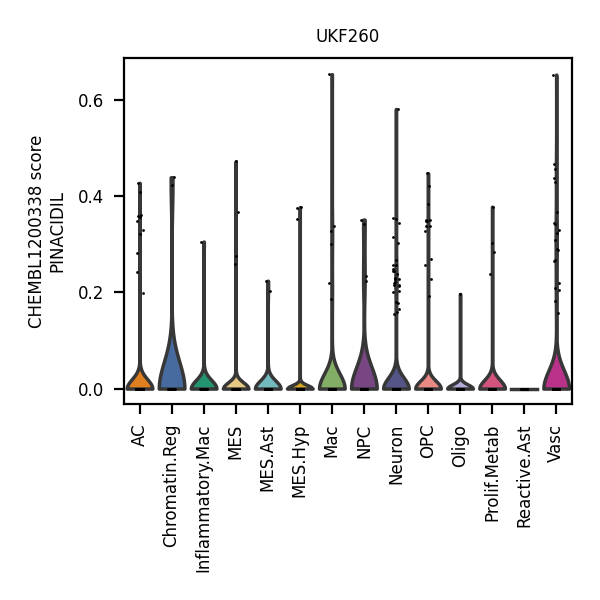 UKF260
CHEMBL1200338 score
PINACIDIL
0.6
0.4
0.2
0.0
AC
Chromatin.Reg
Inflammatory.Mac
MES
MES.Ast
MES.Hyp
Mac
NPC
Neuron
OPC
Oligo
Prolif.Metab
Reactive.Ast
Vasc